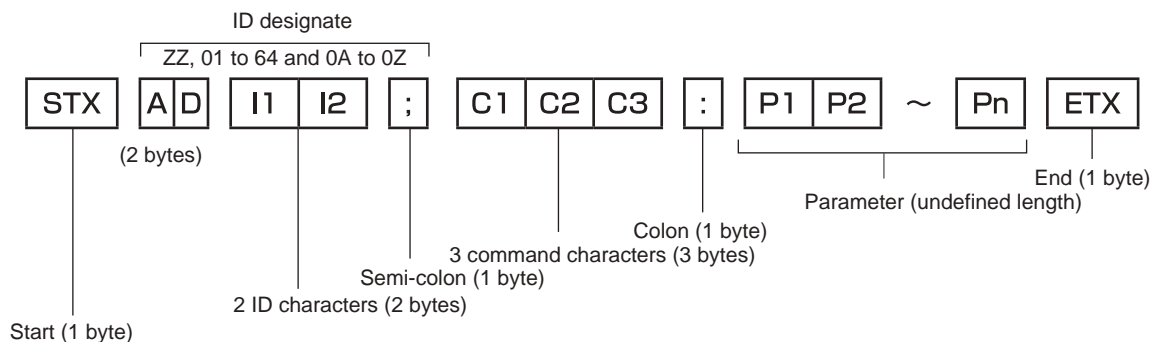 ID designate
ZZ, 01 to 64 and 0A to 0Z
STX A D I1 I2 ; C1 C2 C3 : P1 P2 ~ Pn ETX
(2 bytes)
End (1 byte)
Parameter (undefined length)
Colon (1 byte)
3 command characters (3 bytes)
Semi-colon (1 byte)
2 ID characters (2 bytes)
Start (1 byte)